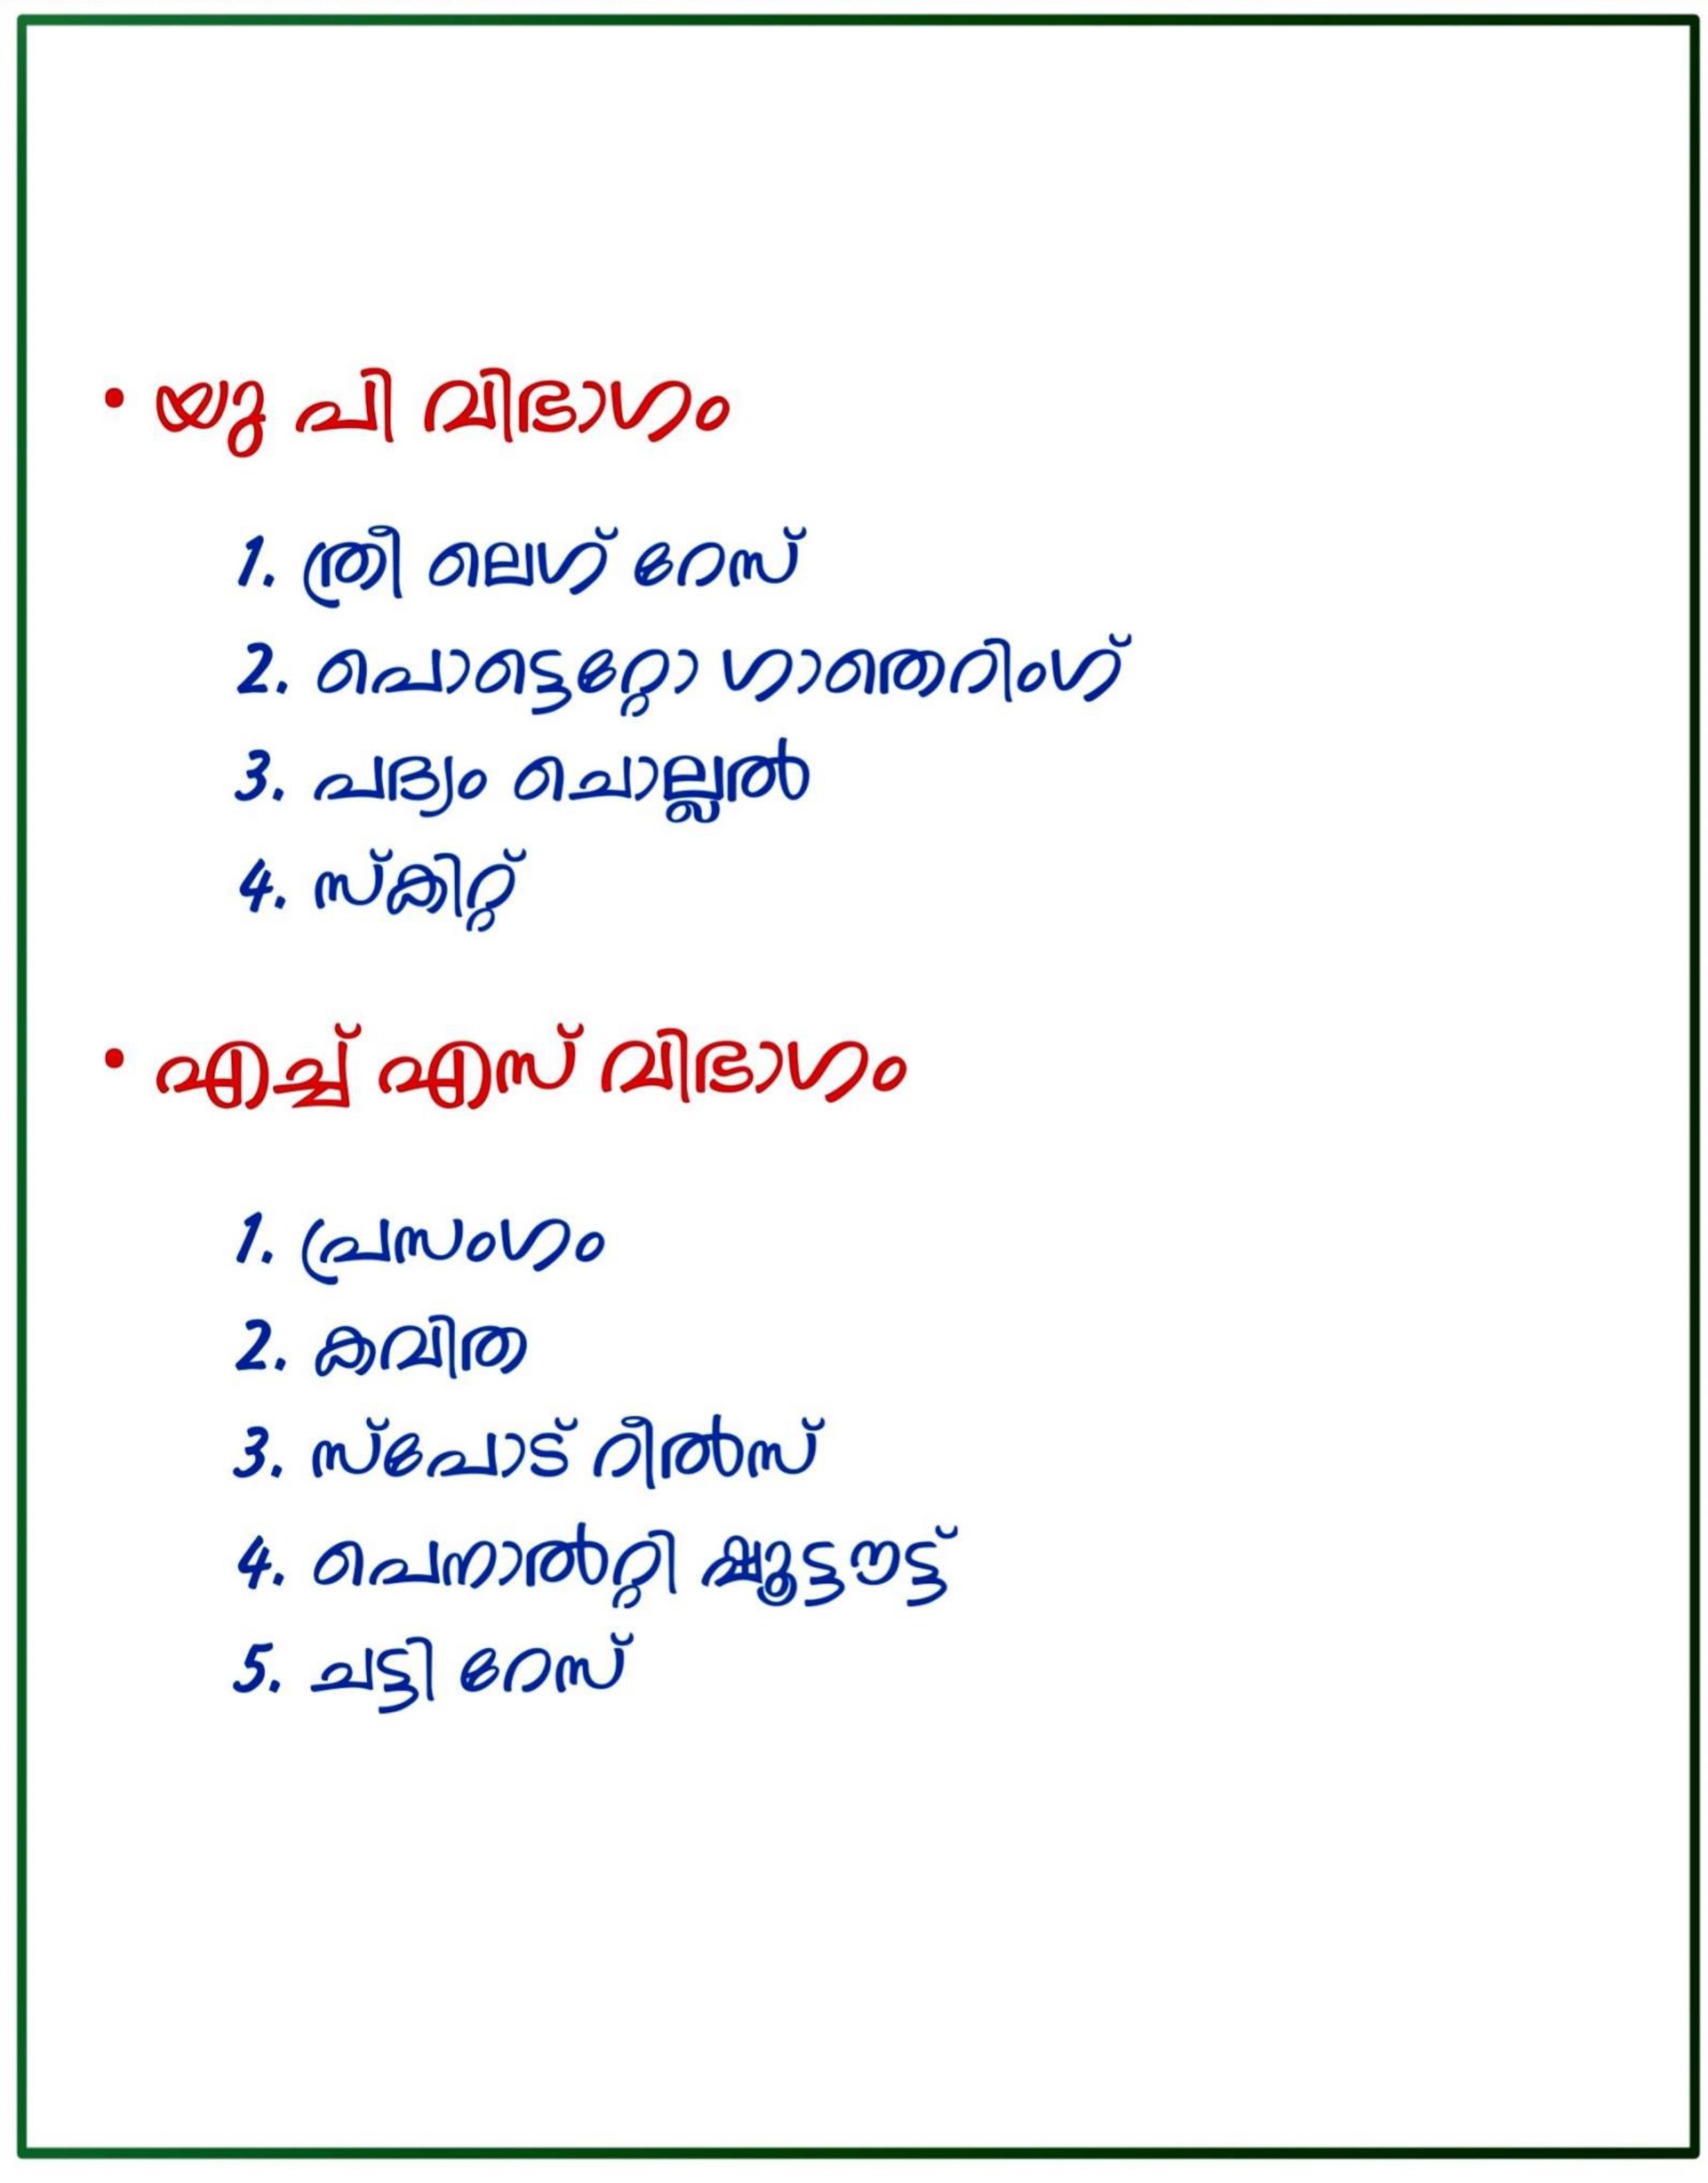 • യു പി വിഭാഗം
1. ത്രീ ലെഗ് റേസ്
2. പൊട്ടെറ്റോ ഗാതെറിംഗ്
3. പദ്യം ചൊല്ലൽ
4. സ്കിറ്റ്
• എച്ച് എസ് വിഭാഗം
1. പ്രസംഗം
2. കവിത
3. സ്പോട് റീൽസ്
4. പെനാൽറ്റി ഷൂട്ടൗട്ട്
5. ചട്ടി റേസ്